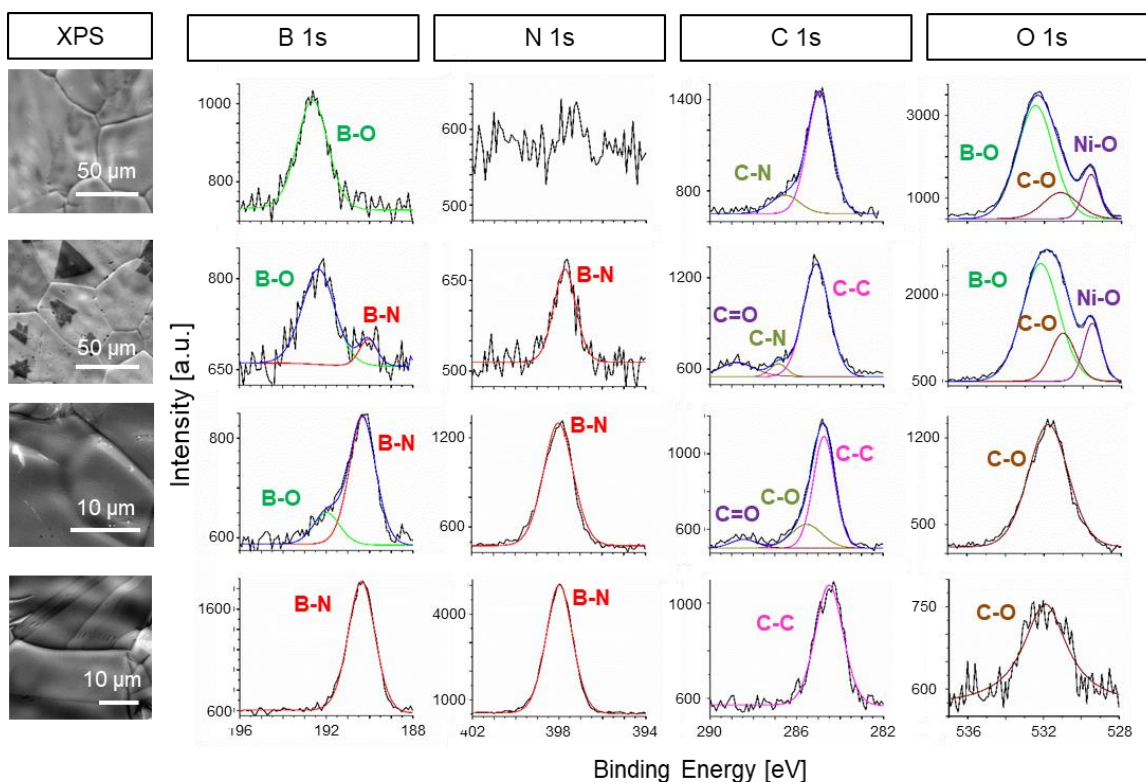 XPS B 1s N 1s C 1s O 1s
Intensity [a.u.]
50 µm
1000 800 B-O
600 500
1400 800 C-N
3000 1000 B-O C-O Ni-O
50 µm
800 650 B-O B-N
650 500 B-N
1200 600 C=O C-N C-C
2000 500 B-O C-O Ni-O
10 µm
800 600 B-O B-N
1200 600 B-N
1000 600 C=O C-O C-C
1200 500 C-O
10 µm
1600 600 B-N
4000 1000 B-N
1000 600 C-C
750 600 C-O
196 192 188 402 398 394 290 286 282 536 532 528
Binding Energy [eV]